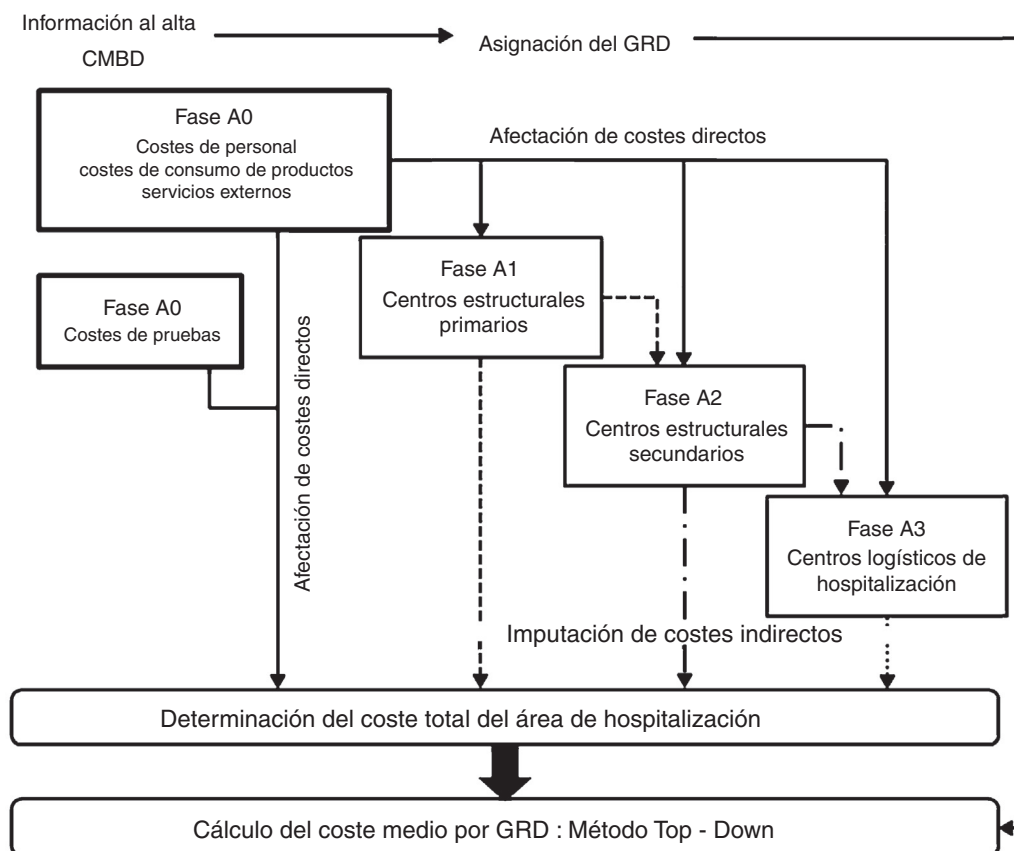 Información al alta
CMBD
Asignación del GRD
Fase A0
Costes de personal
costes de consumo de productos
servicios externos
Afectación de costes directos
Fase A1
Centros estructurales
primarios
Fase A0
Costes de pruebas
Afectación de costes directos
Fase A2
Centros estructurales
secundarios
Fase A3
Centros logísticos de
hospitalización
Imputación de costes indirectos
Determinación del coste total del área de hospitalización
Cálculo del coste medio por GRD : Método Top - Down